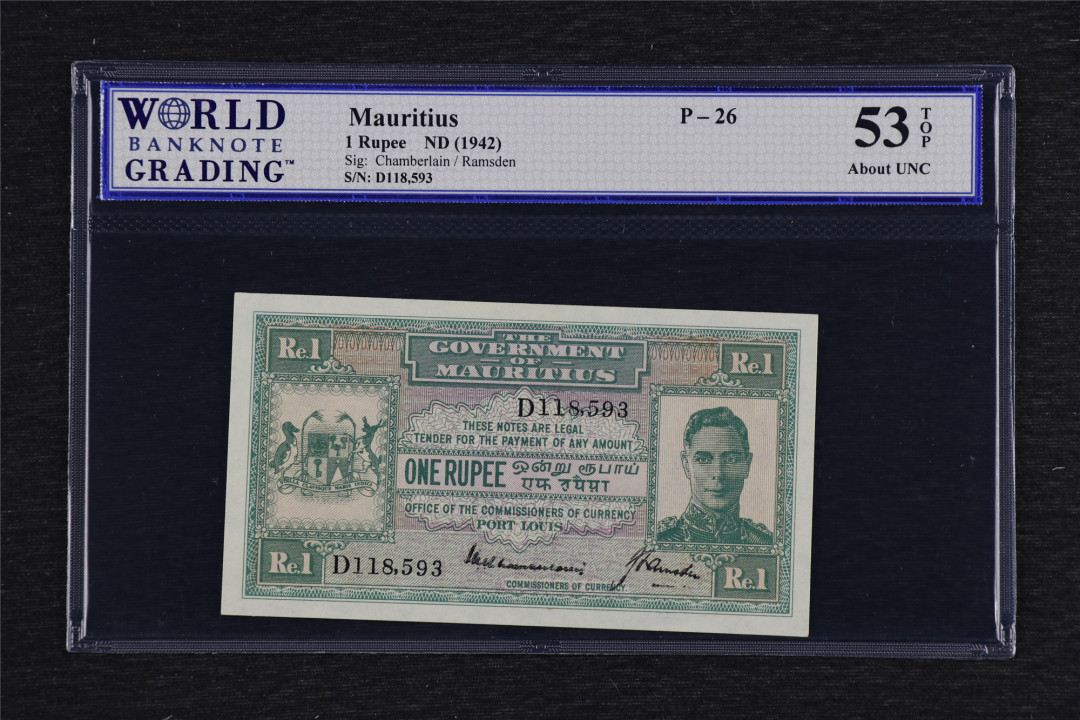 WORLD
BANKNOTE
GRADING™
Mauritius
1 Rupee ND (1942)
Sig: Chamberlain / Ramsden
S/N: D118,593
P – 26
53 TOP
About UNC
Re.1
THE
GOVERNMENT
OF
MAURITIUS
Re.1
D118,593
THESE NOTES ARE LEGAL
TENDER FOR THE PAYMENT OF ANY AMOUNT
ONE RUPEE ஒன்று ரூபாய்
एक रुपैया
OFFICE OF THE COMMISSIONERS OF CURRENCY
PORT LOUIS
Re.1
D118,593
COMMISSIONERS OF CURRENCY
Re.1